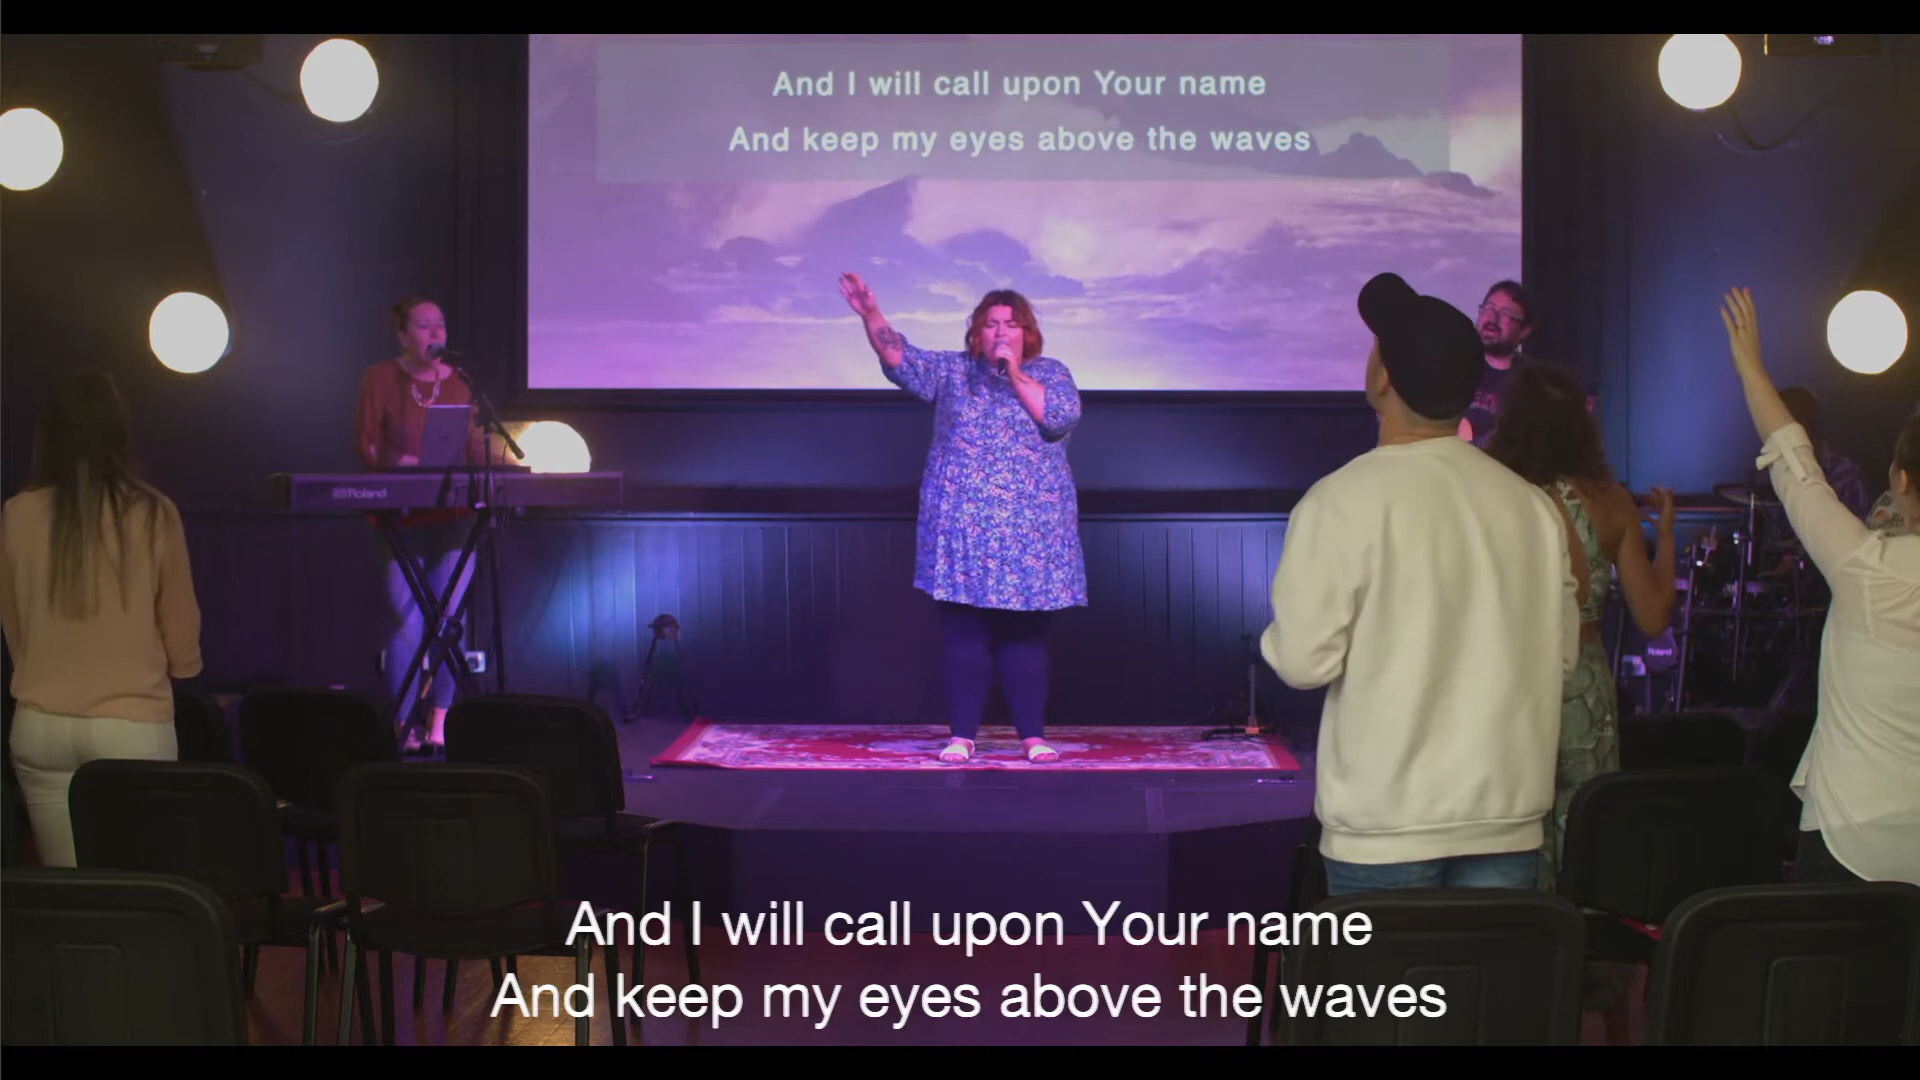 And I will call upon Your name
And keep my eyes above the waves
Roland
Roland
And I will call upon Your name
And keep my eyes above the waves